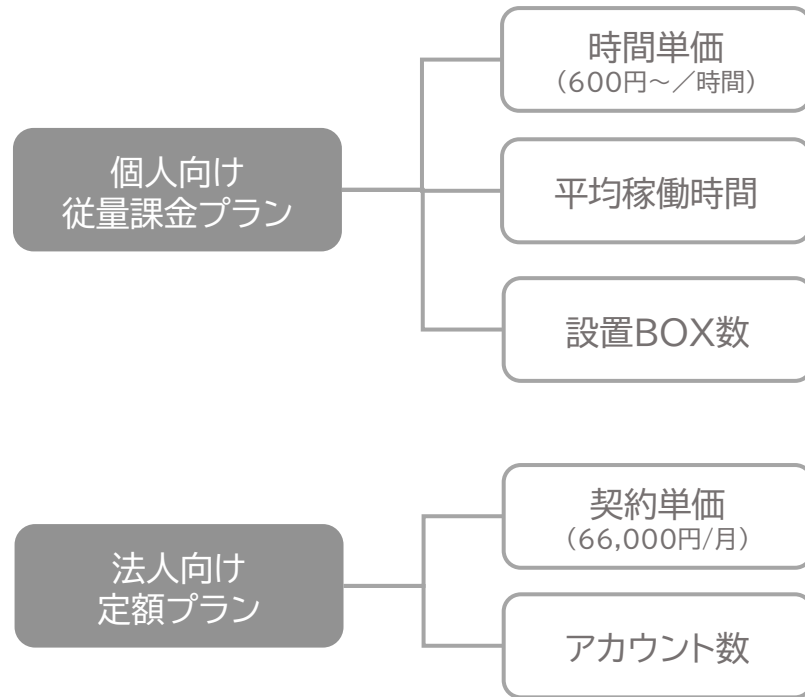 個人向け
従量課金プラン
時間単価
（600円～／時間）
平均稼働時間
設置BOX数
法人向け
定額プラン
契約単価
（66,000円/月）
アカウント数